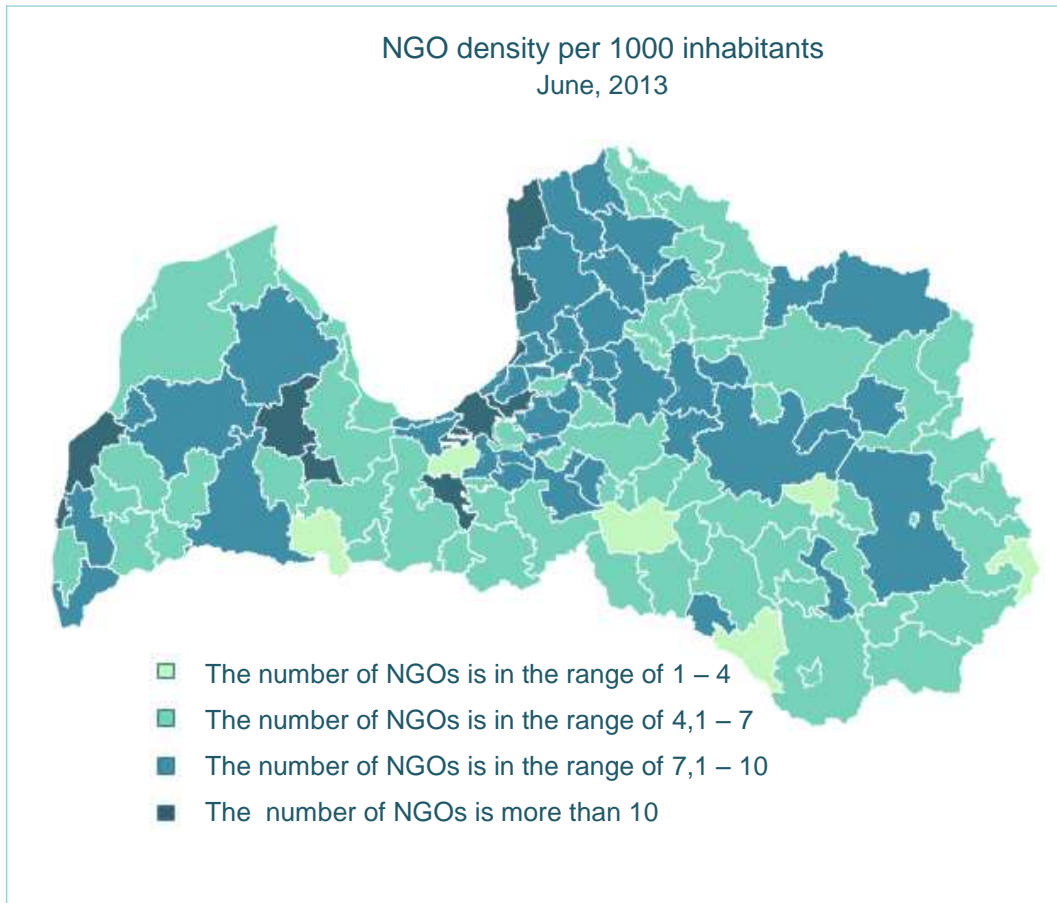 NGO density per 1000 inhabitants
June, 2013
The number of NGOs is in the range of 1 – 4
The number of NGOs is in the range of 4,1 – 7
The number of NGOs is in the range of 7,1 – 10
The  number of NGOs is more than 10